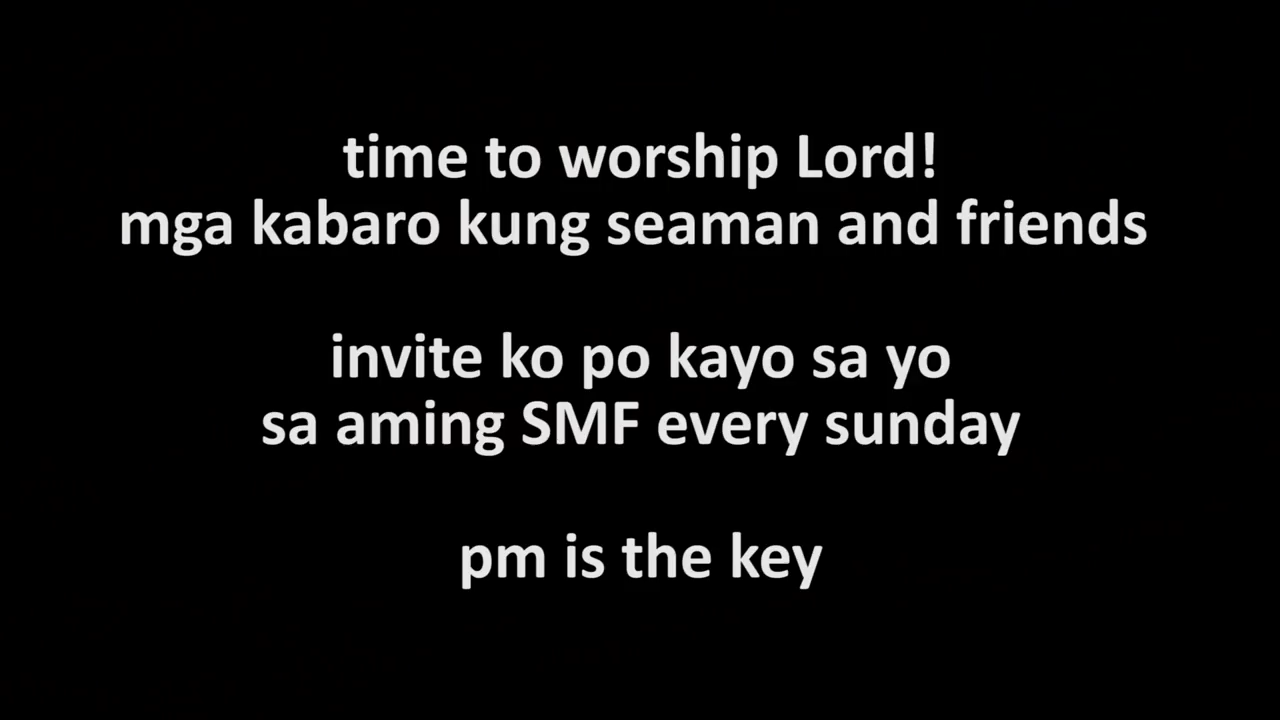 time to worship Lord!
mga kabaro kung seaman and friends
invite ko po kayo sa yo
sa aming SMF every sunday
pm is the key